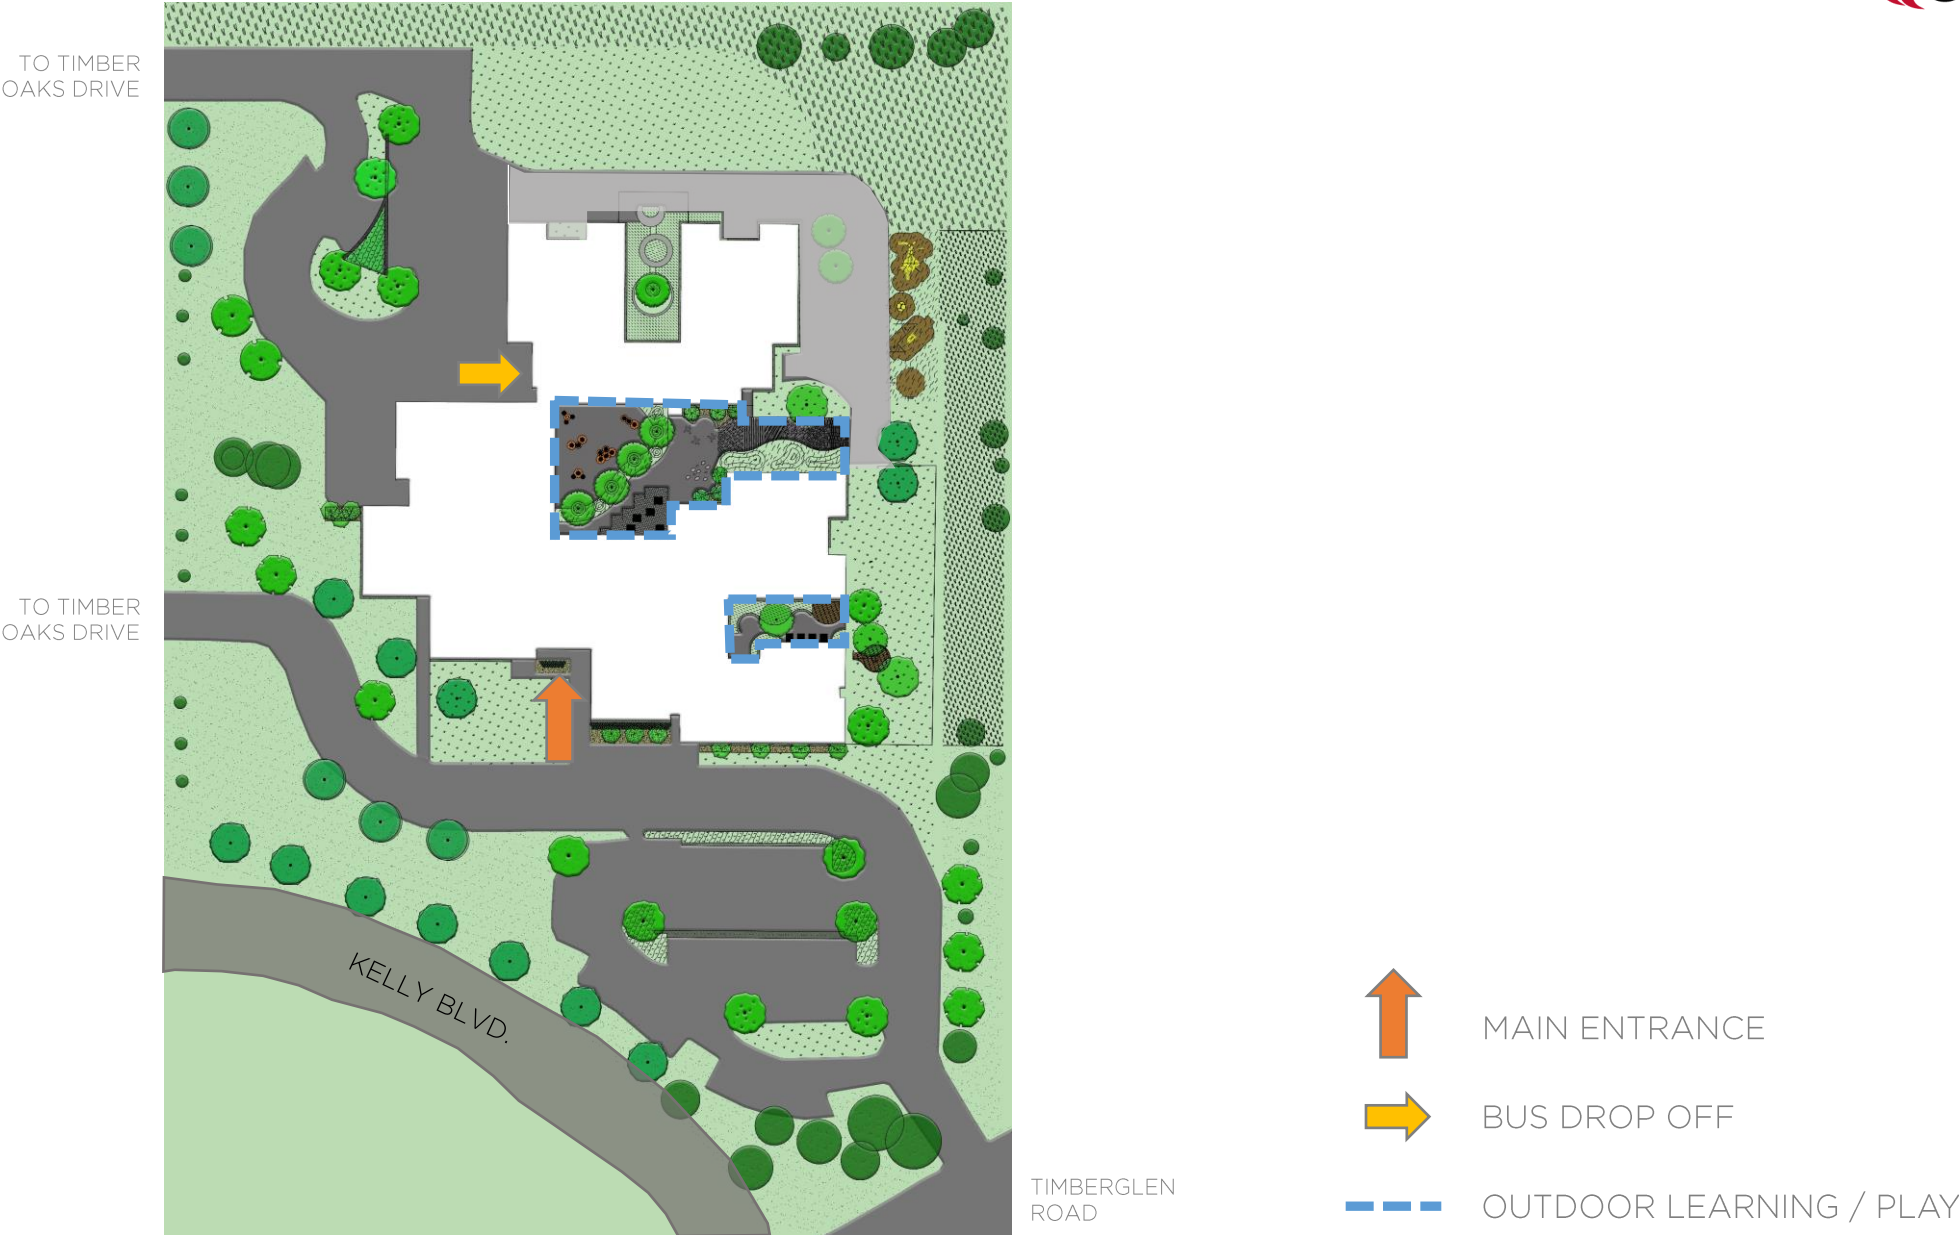 TO TIMBER
OAKS DRIVE
TO TIMBER
OAKS DRIVE
KELLY BLVD.
MAIN ENTRANCE
BUS DROP OFF
TIMBERGLEN
ROAD
OUTDOOR LEARNING / PLAY